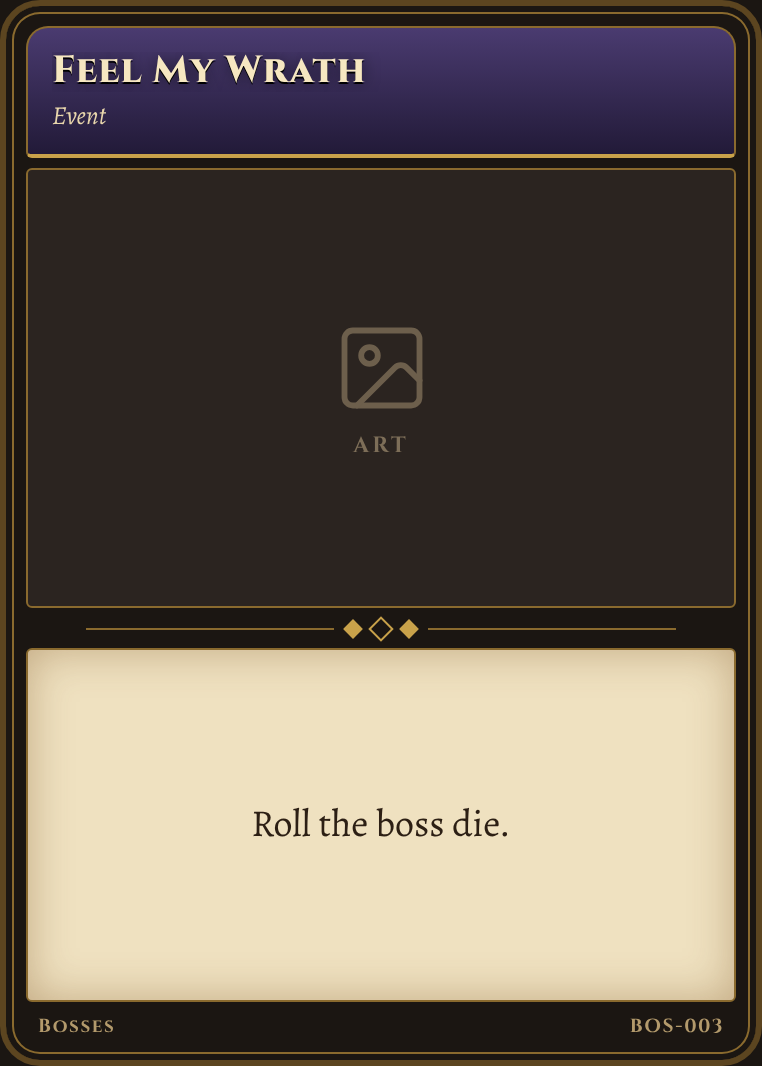 Feel My Wrath
Event
ART
Roll the boss die.
Bosses
BOS-003